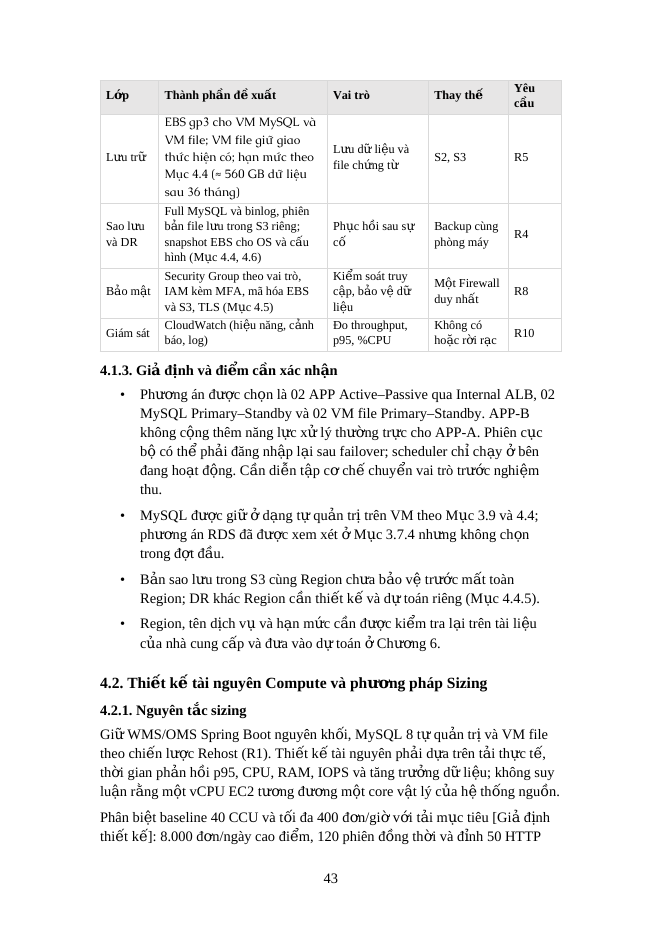 Lớp Thành phần đề xuất Vai trò Thay thế Yêu
cầu
Lưu trữ
EBS gp3 cho VM MySQL và
VM file; VM file giữ giao
thức hiện có; hạn mức theo
Mục 4.4 (≈ 560 GB dữ liệu
sau 36 tháng)
Lưu dữ liệu và
file chứng từ
S2, S3
R5
Sao lưu
và DR
Full MySQL và binlog, phiên
bản file lưu trong S3 riêng;
snapshot EBS cho OS và cấu
hình (Mục 4.4, 4.6)
Phục hồi sau sự
cố
Backup cùng
phòng máy
R4
Bảo mật
Security Group theo vai trò,
IAM kèm MFA, mã hóa EBS
và S3, TLS (Mục 4.5)
Kiểm soát truy
cập, bảo vệ dữ
liệu
Một Firewall
duy nhất
R8
Giám sát
CloudWatch (hiệu năng, cảnh
báo, log)
Đo throughput,
p95, %CPU
Không có
hoặc rời rạc
R10
4.1.3. Giả định và điểm cần xác nhận
• Phương án được chọn là 02 APP Active–Passive qua Internal ALB, 02
MySQL Primary–Standby và 02 VM file Primary–Standby. APP-B
không cộng thêm năng lực xử lý thường trực cho APP-A. Phiên cục
bộ có thể phải đăng nhập lại sau failover; scheduler chỉ chạy ở bên
đang hoạt động. Cần diễn tập cơ chế chuyển vai trò trước nghiệm
thu.
• MySQL được giữ ở dạng tự quản trị trên VM theo Mục 3.9 và 4.4;
phương án RDS đã được xem xét ở Mục 3.7.4 nhưng không chọn
trong đợt đầu.
• Bản sao lưu trong S3 cùng Region chưa bảo vệ trước mất toàn
Region; DR khác Region cần thiết kế và dự toán riêng (Mục 4.4.5).
• Region, tên dịch vụ và hạn mức cần được kiểm tra lại trên tài liệu
của nhà cung cấp và đưa vào dự toán ở Chương 6.
4.2. Thiết kế tài nguyên Compute và phương pháp Sizing
4.2.1. Nguyên tắc sizing
Giữ WMS/OMS Spring Boot nguyên khối, MySQL 8 tự quản trị và VM file
theo chiến lược Rehost (R1). Thiết kế tài nguyên phải dựa trên tải thực tế,
thời gian phản hồi p95, CPU, RAM, IOPS và tăng trưởng dữ liệu; không suy
luận rằng một vCPU EC2 tương đương một core vật lý của hệ thống nguồn.
Phân biệt baseline 40 CCU và tối đa 400 đơn/giờ với tải mục tiêu [Giả định
thiết kế]: 8.000 đơn/ngày cao điểm, 120 phiên đồng thời và đỉnh 50 HTTP
43